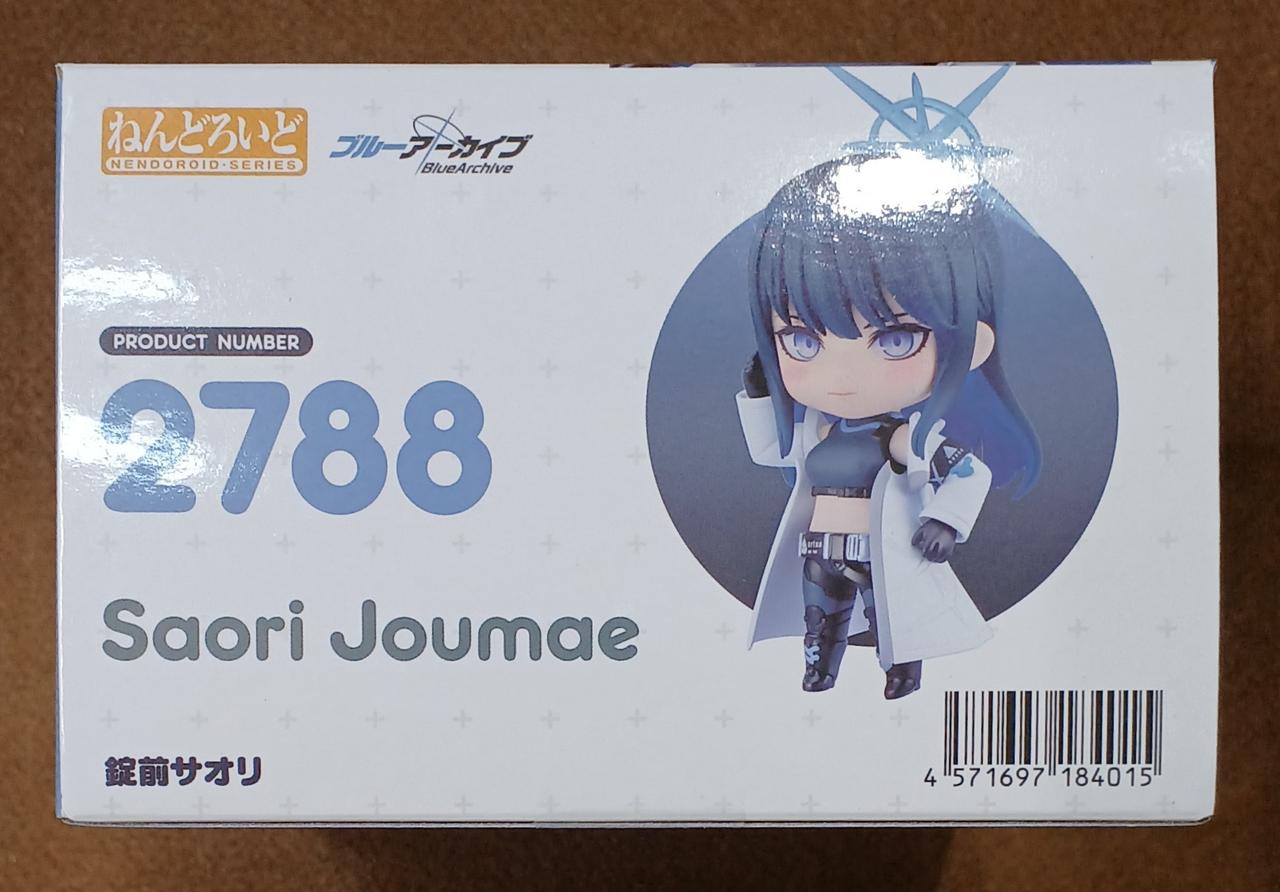 ねんどろいど
NENDOROID·SERIES
ブルーアーカイブ
BlueArchive
PRODUCT NUMBER
2788
Saori Joumae
錠前サオリ
4 571697 184015